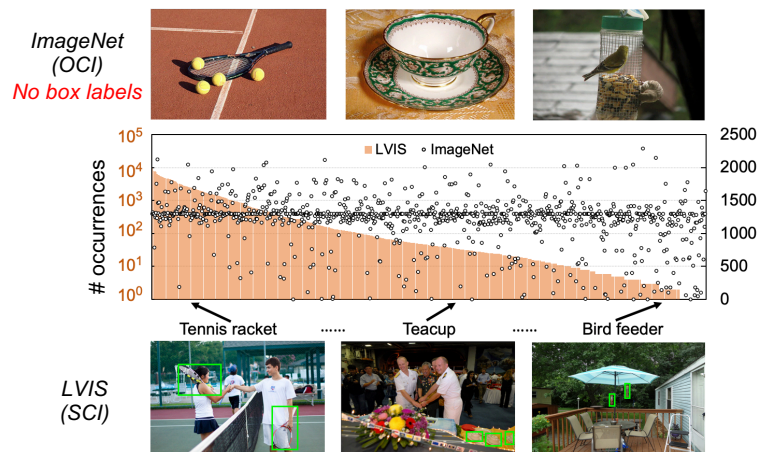 ImageNet
(OCI)
No box labels
LVIS
ImageNet
# occurrences
10^5
10^4
10^3
10^2
10^1
10^0
2500
2000
1500
1000
500
0
Tennis racket
......
Teacup
......
Bird feeder
LVIS
(SCI)